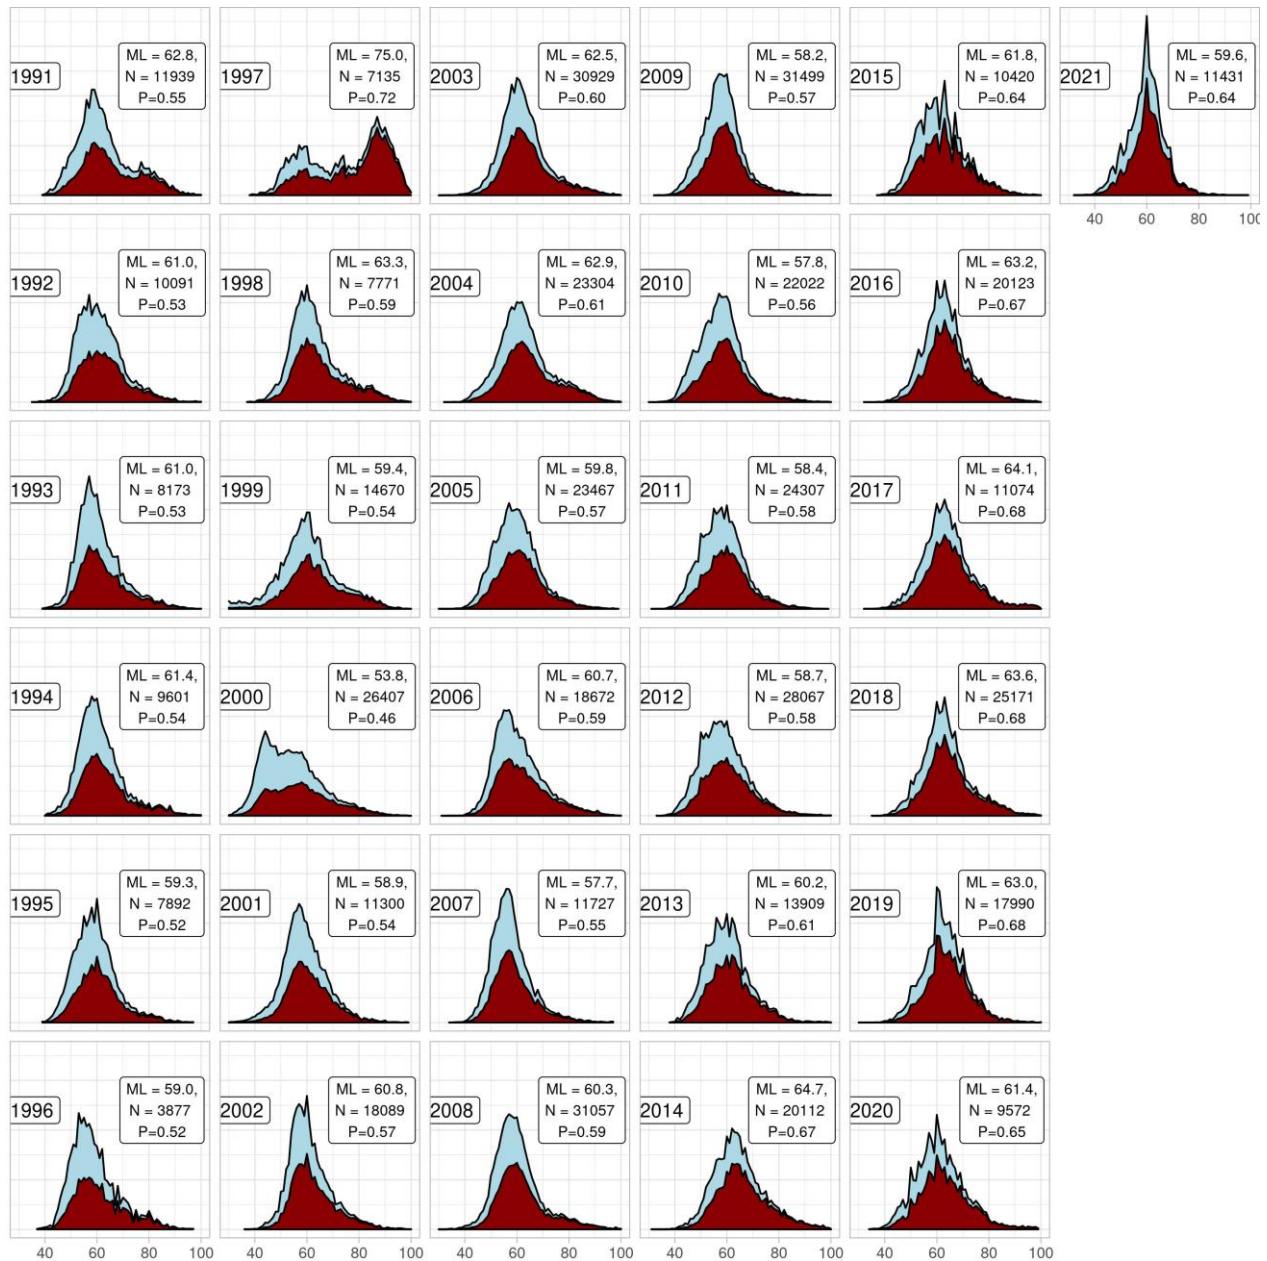 1991
ML = 62.8,
N = 11939
P=0.55
1997
ML = 75.0,
N = 7135
P=0.72
2003
ML = 62.5,
N = 30929
P=0.60
2009
ML = 58.2,
N = 31499
P=0.57
2015
ML = 61.8,
N = 10420
P=0.64
2021
ML = 59.6,
N = 11431
P=0.64
40 60 80 100
1992
ML = 61.0,
N = 10091
P=0.53
1998
ML = 63.3,
N = 7771
P=0.59
2004
ML = 62.9,
N = 23304
P=0.61
2010
ML = 57.8,
N = 22022
P=0.56
2016
ML = 63.2,
N = 20123
P=0.67
1993
ML = 61.0,
N = 8173
P=0.53
1999
ML = 59.4,
N = 14670
P=0.54
2005
ML = 59.8,
N = 23467
P=0.57
2011
ML = 58.4,
N = 24307
P=0.58
2017
ML = 64.1,
N = 11074
P=0.68
1994
ML = 61.4,
N = 9601
P=0.54
2000
ML = 53.8,
N = 26407
P=0.46
2006
ML = 60.7,
N = 18672
P=0.59
2012
ML = 58.7,
N = 28067
P=0.58
2018
ML = 63.6,
N = 25171
P=0.68
1995
ML = 59.3,
N = 7892
P=0.52
2001
ML = 58.9,
N = 11300
P=0.54
2007
ML = 57.7,
N = 11727
P=0.55
2013
ML = 60.2,
N = 13909
P=0.61
2019
ML = 63.0,
N = 17990
P=0.68
1996
ML = 59.0,
N = 3877
P=0.52
2002
ML = 60.8,
N = 18089
P=0.57
2008
ML = 60.3,
N = 31057
P=0.59
2014
ML = 64.7,
N = 20112
P=0.67
2020
ML = 61.4,
N = 9572
P=0.65
40 60 80 100 40 60 80 100 40 60 80 100 40 60 80 100 40 60 80 100